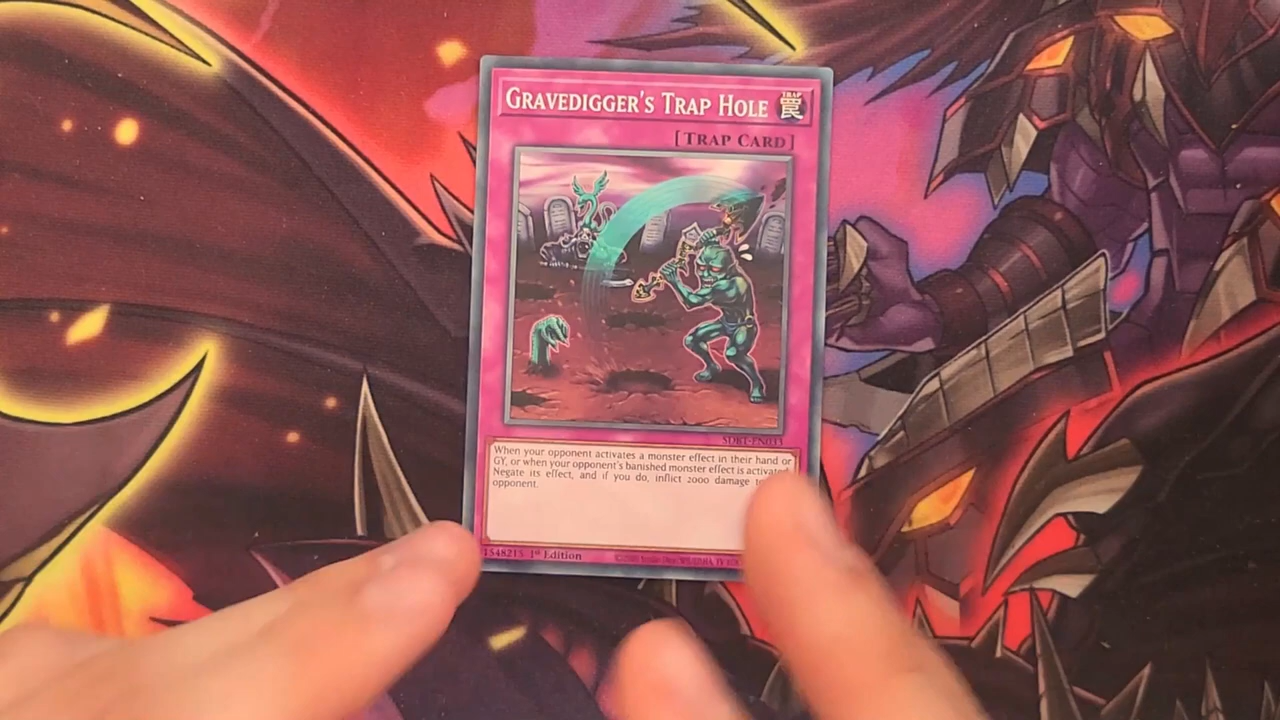 GRAVEDIGGER'S TRAP HOLE
TRAP
[TRAP CARD]
SDBT-EN033
When your opponent activates a monster effect in their hand or
GY, or when your opponent's banished monster effect is activated:
Negate its effect, and if you do, inflict 2000 damage
opponent.
1548215 1st Edition